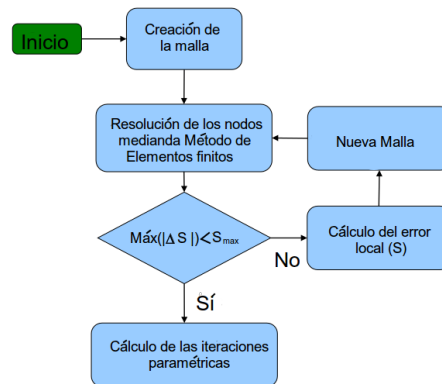 Inicio
Creación de
la malla
Resolución de los nodos
medianda Método de
Elementos finitos
Nueva Malla
Máx(|Δ S |)<Smax
No
Cálculo del error
local (S)
Sí
Cálculo de las iteraciones
paramétricas